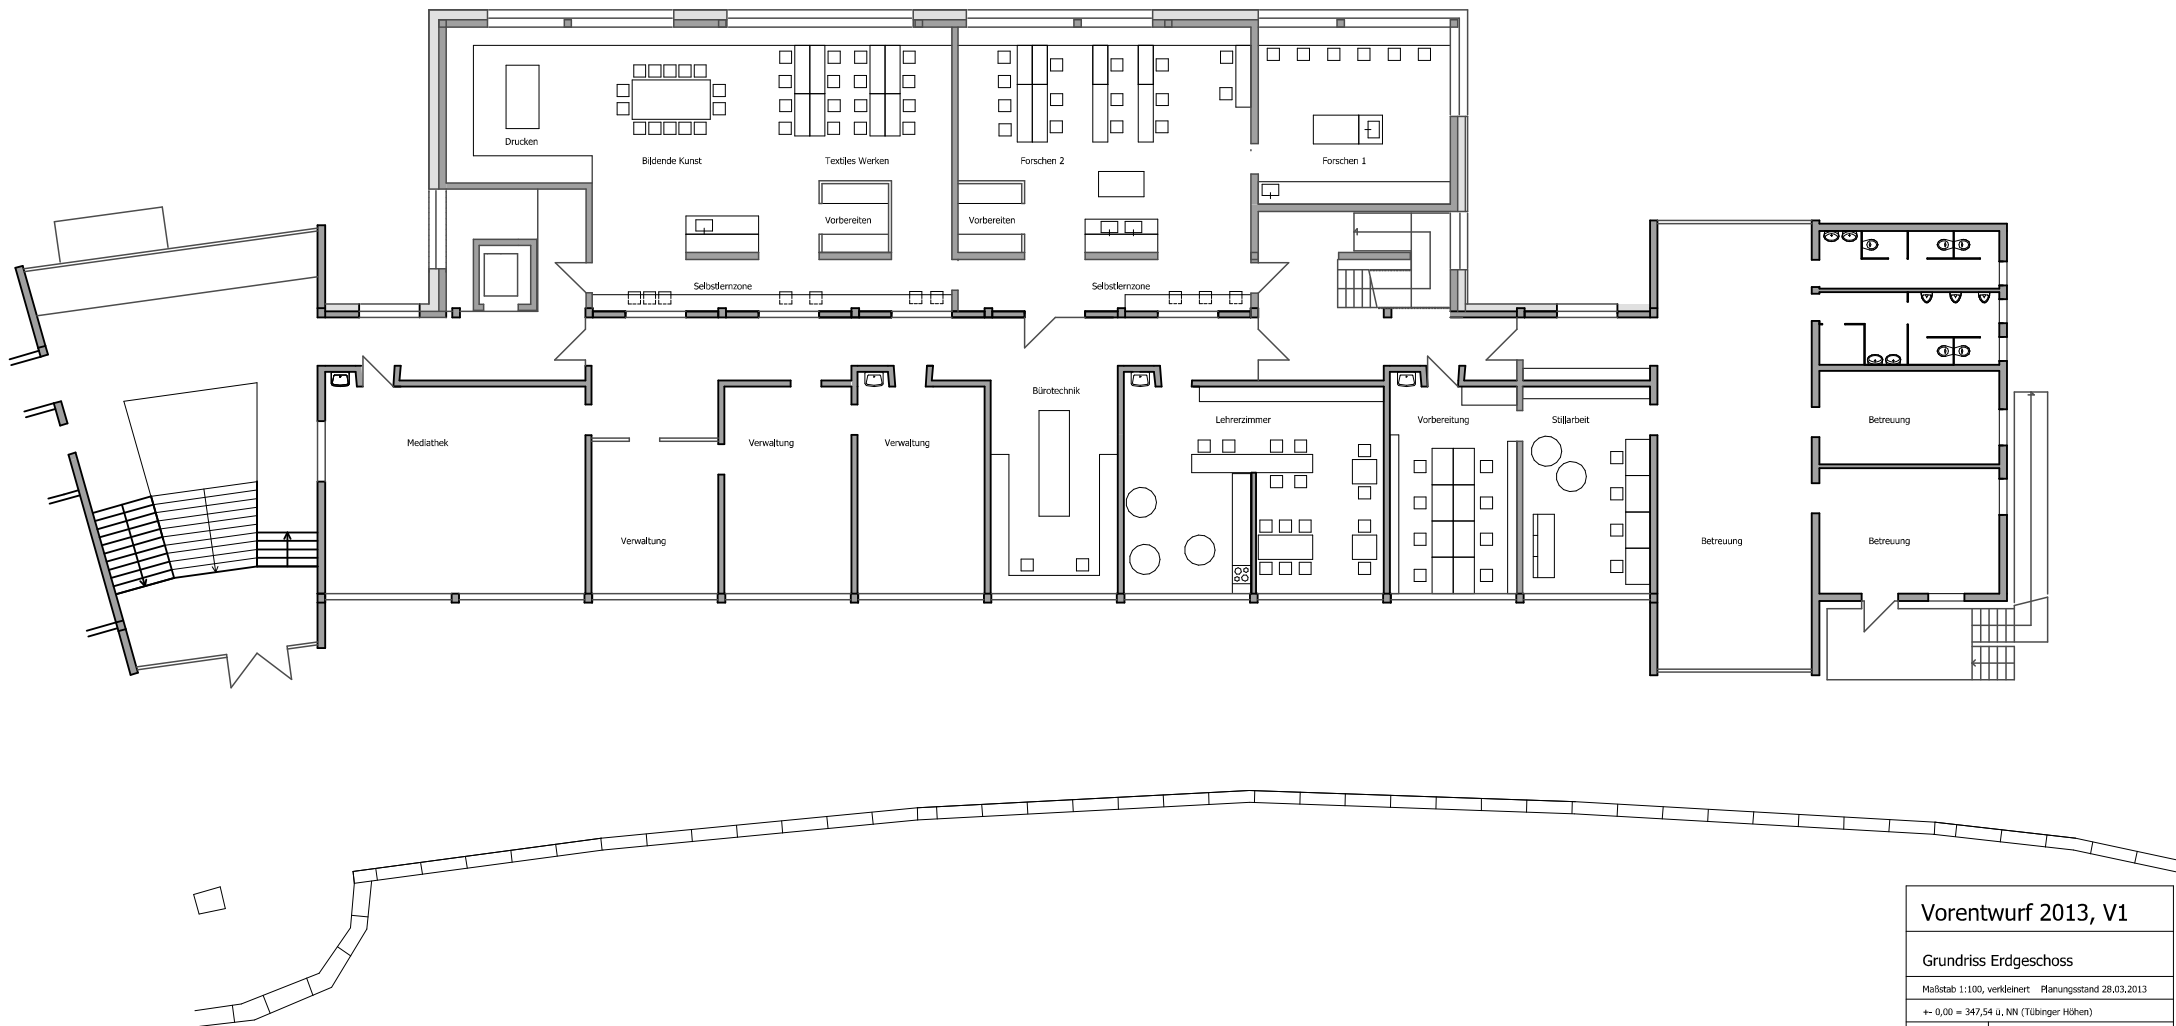 Drucken
Bildende Kunst
Textiles Werken
Forschen 2
Forschen 1
Vorbereiten
Vorbereiten
Selbstlernzone
Selbstlernzone
Bürotechnik
Mediathek
Verwaltung
Verwaltung
Lehrerzimmer
Vorbereitung
Stillarbeit
Betreuung
Verwaltung
Betreuung
Betreuung
Vorentwurf 2013, V1
Grundriss Erdgeschoss
Maßstab 1:100, verkleinert Planungsstand 28.03.2013
+- 0,00 = 347,54 ü. NN (Tübinger Höhen)